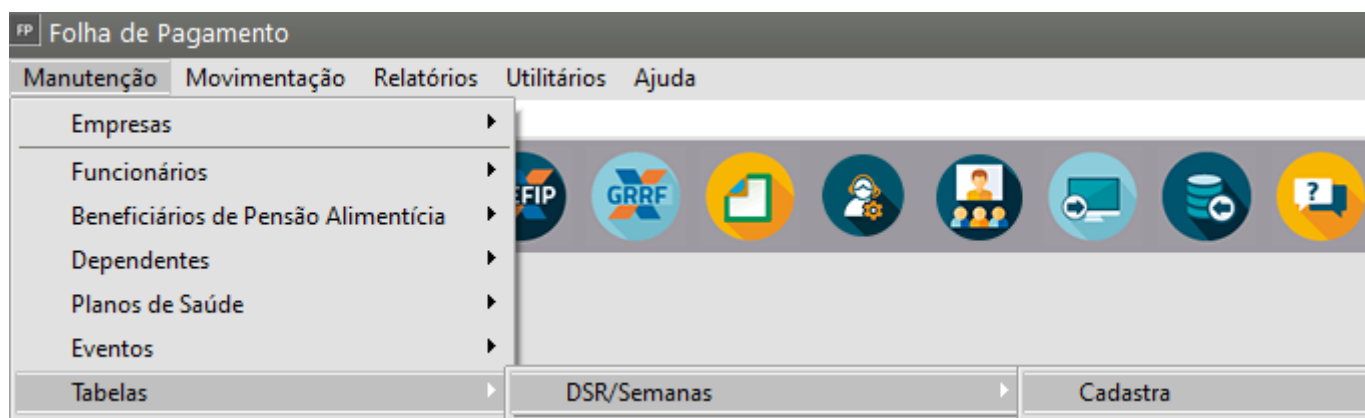 FP Folha de Pagamento
Manutenção Movimentação Relatórios Utilitários Ajuda
Empresas
Funcionários
EFIP GRRF ?
Beneficiários de Pensão Alimentícia
Dependentes
Planos de Saúde
Eventos
Tabelas DSR/Semanas Cadastra